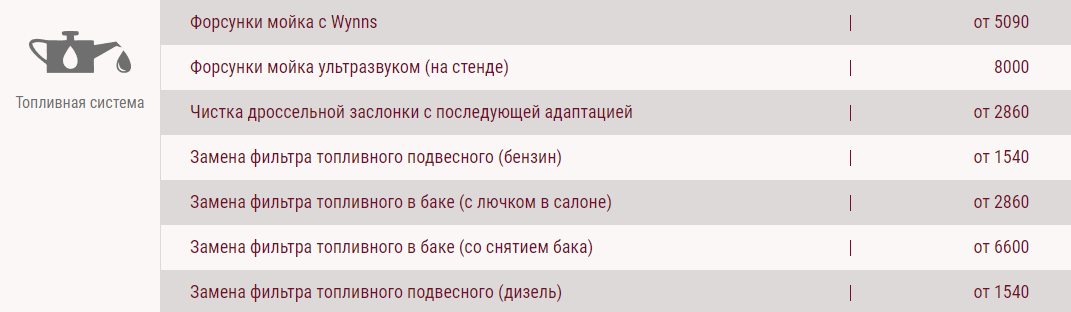 Топливная система
Форсунки мойка с Wynns | от 5090
Форсунки мойка ультразвуком (на стенде) | 8000
Чистка дроссельной заслонки с последующей адаптацией | от 2860
Замена фильтра топливного подвесного (бензин) | от 1540
Замена фильтра топливного в баке (с лючком в салоне) | от 2860
Замена фильтра топливного в баке (со снятием бака) | от 6600
Замена фильтра топливного подвесного (дизель) | от 1540